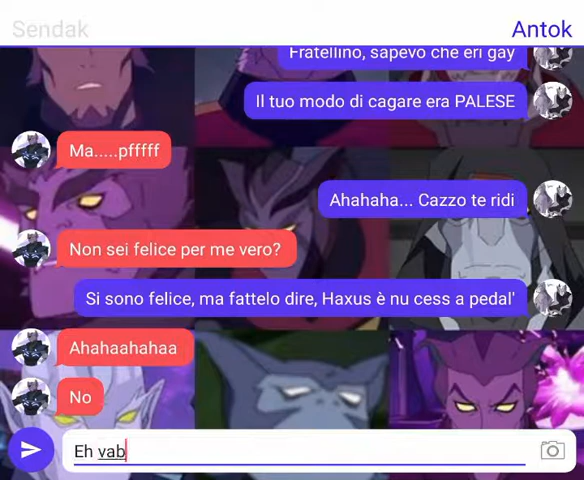 Sendak
Antok
Fratellino, sapevo che eri gay
Il tuo modo di cagare era PALESE
Ma.....pfffff
Ahahaha... Cazzo te ridi
Non sei felice per me vero?
Si sono felice, ma fattelo dire, Haxus è nu cess a pedal'
Ahahaahahaa
No
Eh vab